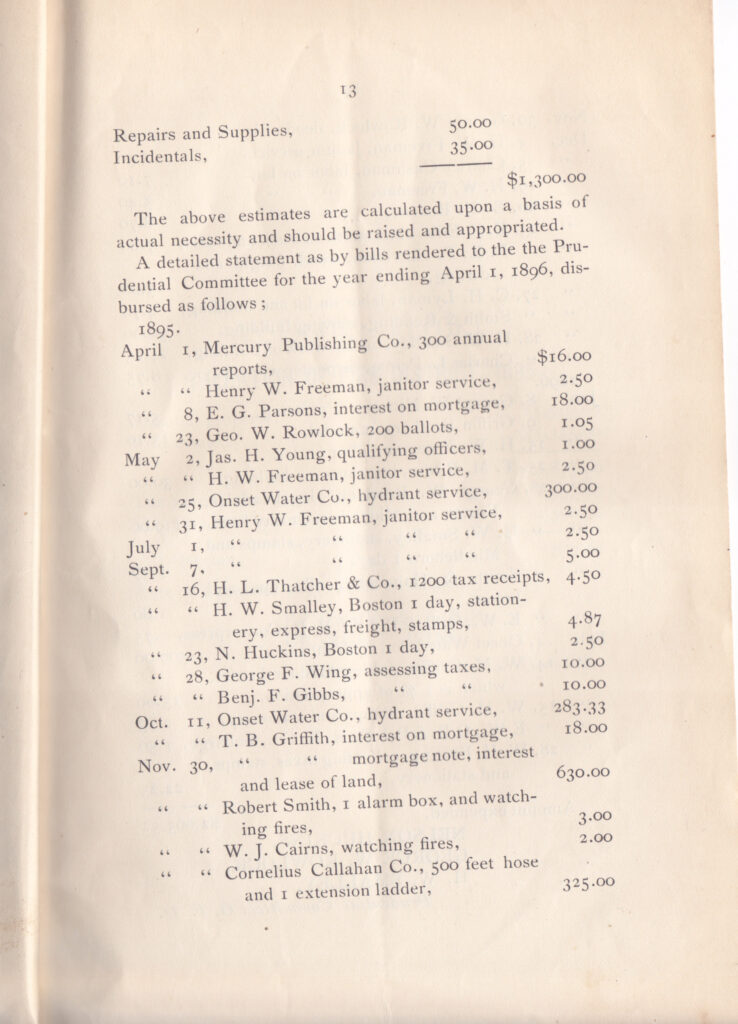 13
Repairs and Supplies, 50.00
Incidentals, 35.00
$1,300.00
The above estimates are calculated upon a basis of
actual necessity and should be raised and appropriated.
A detailed statement as by bills rendered to the the Pru-
dential Committee for the year ending April 1, 1896, dis-
bursed as follows ;
1895.
April 1, Mercury Publishing Co., 300 annual
reports, $16.00
“ “ Henry W. Freeman, janitor service, 2.50
“ 8, E. G. Parsons, interest on mortgage, 18.00
“ 23, Geo. W. Rowlock, 200 ballots, 1.05
May 2, Jas. H. Young, qualifying officers, 1.00
“ “ H. W. Freeman, janitor service, 2.50
“ 25, Onset Water Co., hydrant service, 300.00
“ 31, Henry W. Freeman, janitor service, 2.50
July 1, “ “ “ “ 2.50
Sept. 7. “ “ “ “ 5.00
“ 16, H. L. Thatcher & Co., 1200 tax receipts, 4.50
“ “ H. W. Smalley, Boston 1 day, station-
ery, express, freight, stamps, 4.87
“ 23, N. Huckins, Boston 1 day, 2.50
“ 28, George F. Wing, assessing taxes, 10.00
“ “ Benj. F. Gibbs, “ “ 10.00
Oct. 11, Onset Water Co., hydrant service, 283.33
“ “ T. B. Griffith, interest on mortgage, 18.00
Nov. 30, “ “ mortgage note, interest
and lease of land, 630.00
“ “ Robert Smith, 1 alarm box, and watch-
ing fires, 3.00
“ “ W. J. Cairns, watching fires, 2.00
“ “ Cornelius Callahan Co., 500 feet hose
and 1 extension ladder, 325.00